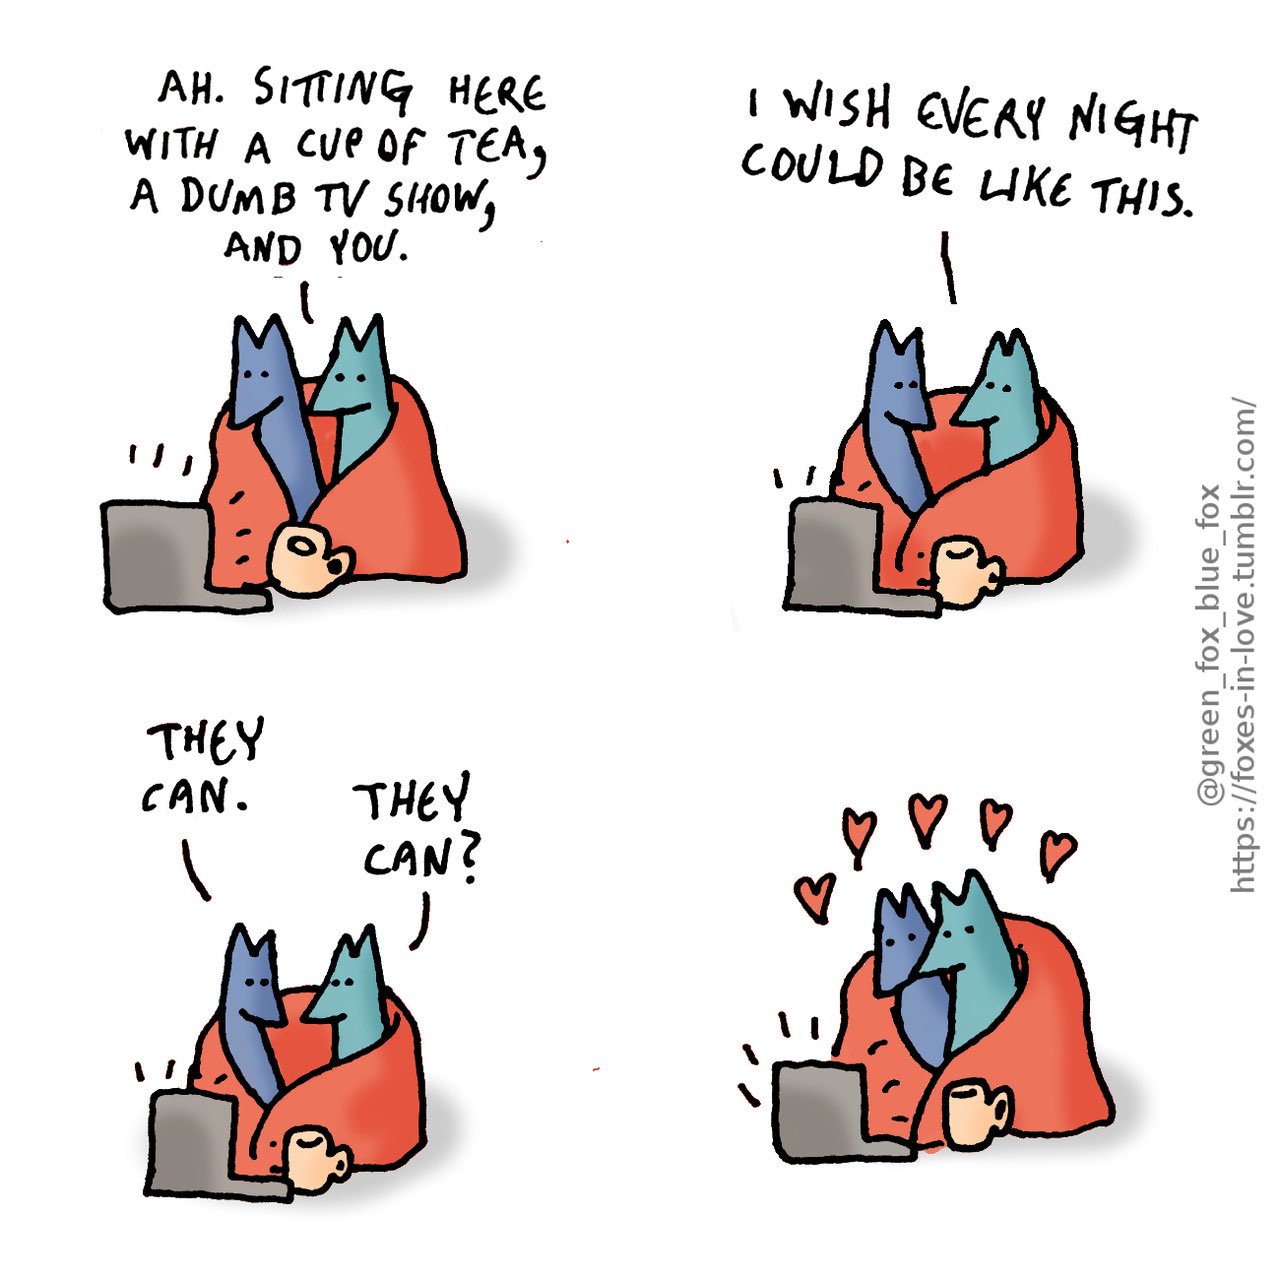 AH. SITTING HERE
WITH A CUP OF TEA,
A DUMB TV SHOW,
AND YOU.
I WISH EVERY NIGHT
COULD BE LIKE THIS.
THEY
CAN.
THEY
CAN?
@green_fox_blue_fox
https://foxes-in-love.tumblr.com/